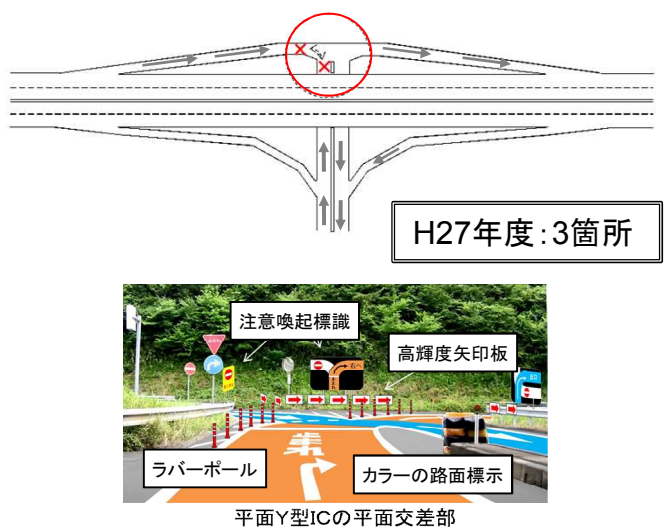 H27年度:3箇所
注意喚起標識
高輝度矢印板
右へ
ラバーポール
カラーの路面標示
平面Y型ICの平面交差部